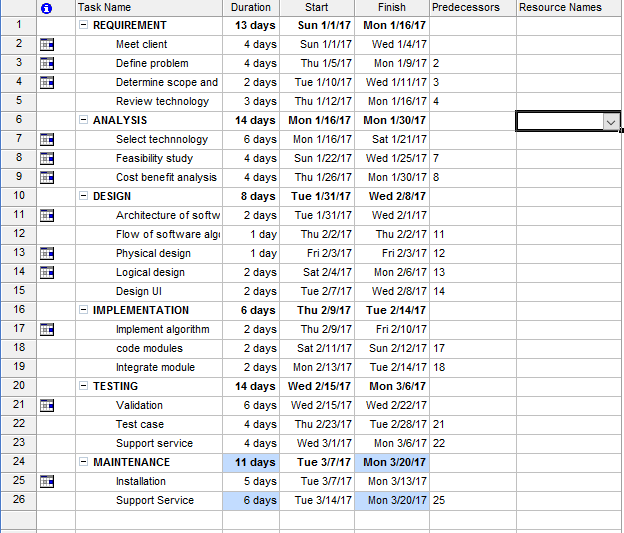 Task Name Duration Start Finish Predecessors Resource Names
1 REQUIREMENT 13 days Sun 1/1/17 Mon 1/16/17
2 Meet client 4 days Sun 1/1/17 Wed 1/4/17
3 Define problem 4 days Thu 1/5/17 Mon 1/9/17 2
4 Determine scope and 2 days Tue 1/10/17 Wed 1/11/17 3
5 Review technology 3 days Thu 1/12/17 Mon 1/16/17 4
6 ANALYSIS 14 days Mon 1/16/17 Mon 1/30/17
7 Select technnology 6 days Mon 1/16/17 Sat 1/21/17
8 Feasibility study 4 days Sun 1/22/17 Wed 1/25/17 7
9 Cost benefit analysis 4 days Thu 1/26/17 Mon 1/30/17 8
10 DESIGN 8 days Tue 1/31/17 Wed 2/8/17
11 Architecture of softw 2 days Tue 1/31/17 Wed 2/1/17
12 Flow of software algo 1 day Thu 2/2/17 Thu 2/2/17 11
13 Physical design 1 day Fri 2/3/17 Fri 2/3/17 12
14 Logical design 2 days Sat 2/4/17 Mon 2/6/17 13
15 Design UI 2 days Tue 2/7/17 Wed 2/8/17 14
16 IMPLEMENTATION 6 days Thu 2/9/17 Tue 2/14/17
17 Implement algorithm 2 days Thu 2/9/17 Fri 2/10/17
18 code modules 2 days Sat 2/11/17 Sun 2/12/17 17
19 Integrate module 2 days Mon 2/13/17 Tue 2/14/17 18
20 TESTING 14 days Wed 2/15/17 Mon 3/6/17
21 Validation 6 days Wed 2/15/17 Wed 2/22/17
22 Test case 4 days Thu 2/23/17 Tue 2/28/17 21
23 Support service 4 days Wed 3/1/17 Mon 3/6/17 22
24 MAINTENANCE 11 days Tue 3/7/17 Mon 3/20/17
25 Installation 5 days Tue 3/7/17 Mon 3/13/17
26 Support Service 6 days Tue 3/14/17 Mon 3/20/17 25